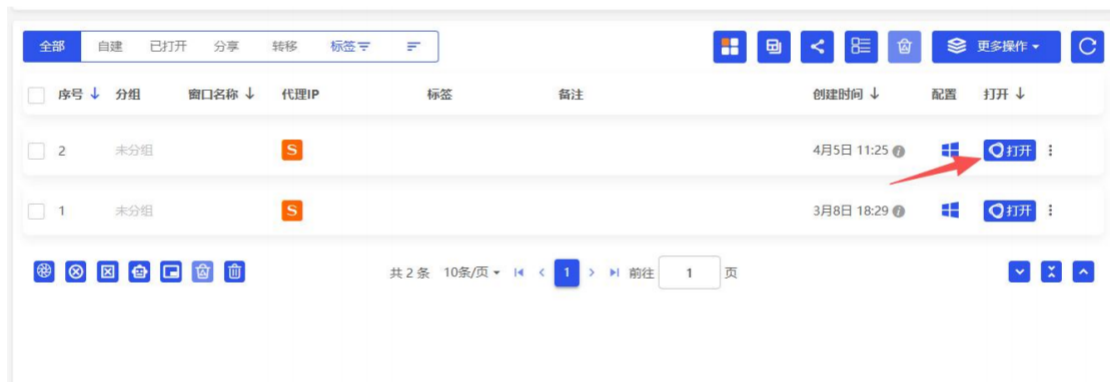 全部 自建 已打开 分享 转移 标签 更多操作
序号 分组 窗口名称 代理IP 标签 备注 创建时间 配置 打开
2 未分组 S 4月5日 11:25 打开
1 未分组 S 3月8日 18:29 打开
共 2 条 10条/页 1 前往 1 页